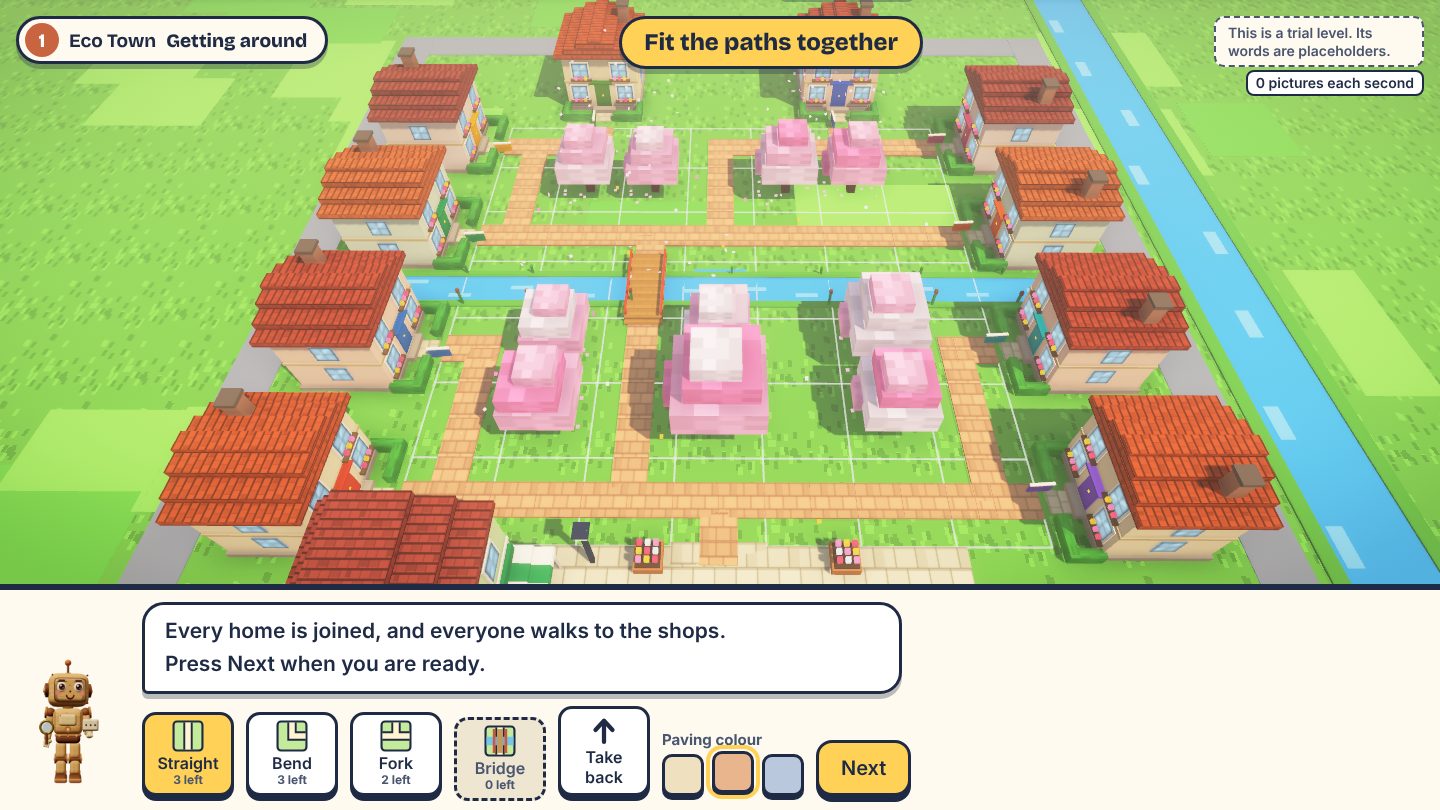 1 Eco Town Getting around
Fit the paths together
This is a trial level. Its
words are placeholders.
0 pictures each second
Every home is joined, and everyone walks to the shops.
Press Next when you are ready.
Straight
3 left
Bend
3 left
Fork
2 left
Bridge
0 left
Take
back
Paving colour
Next